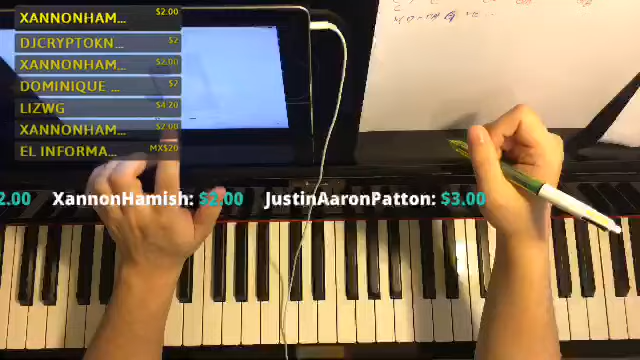 XANNONHAM... $2.00
DJCRYPTOKN... $2
XANNONHAM... $2.00
DOMINIQUE ... $2
LIZWG $4.20
XANNONHAM... $2.00
EL INFORMA... MX$20
2.00 XannonHamish: $2.00 JustinAaronPatton: $3.00